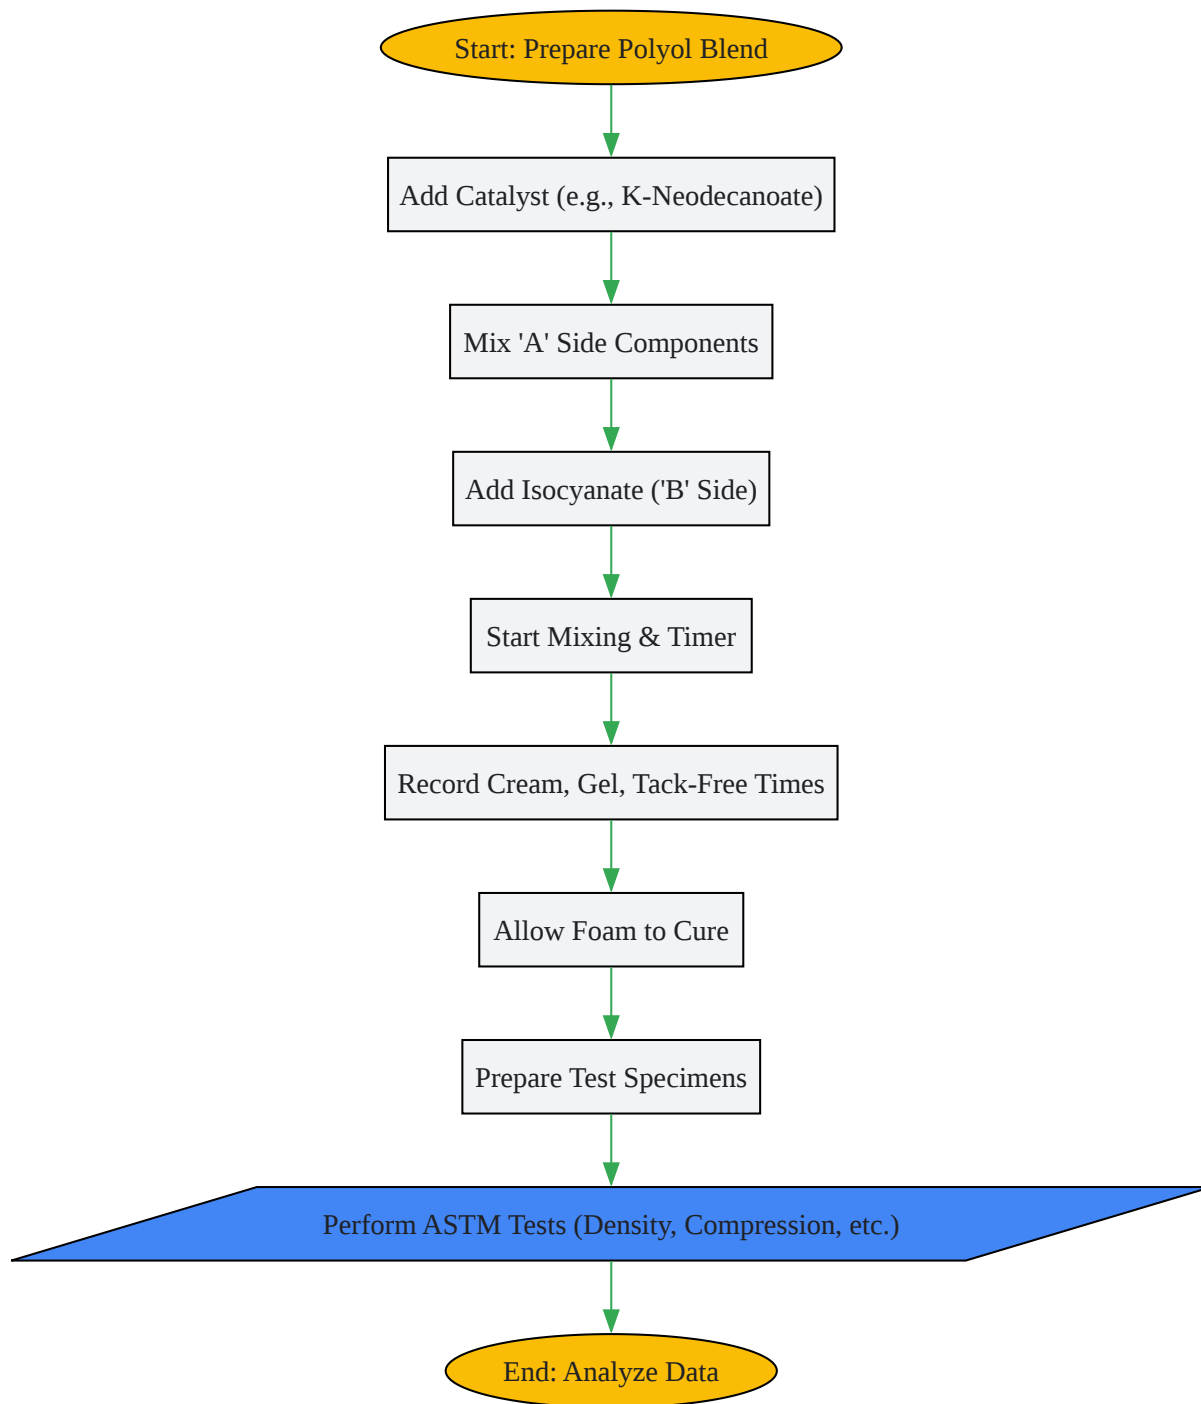 Start: Prepare Polyol Blend
Add Catalyst (e.g., K-Neodecanoate)
Mix 'A' Side Components
Add Isocyanate ('B' Side)
Start Mixing & Timer
Record Cream, Gel, Tack-Free Times
Allow Foam to Cure
Prepare Test Specimens
Perform ASTM Tests (Density, Compression, etc.)
End: Analyze Data